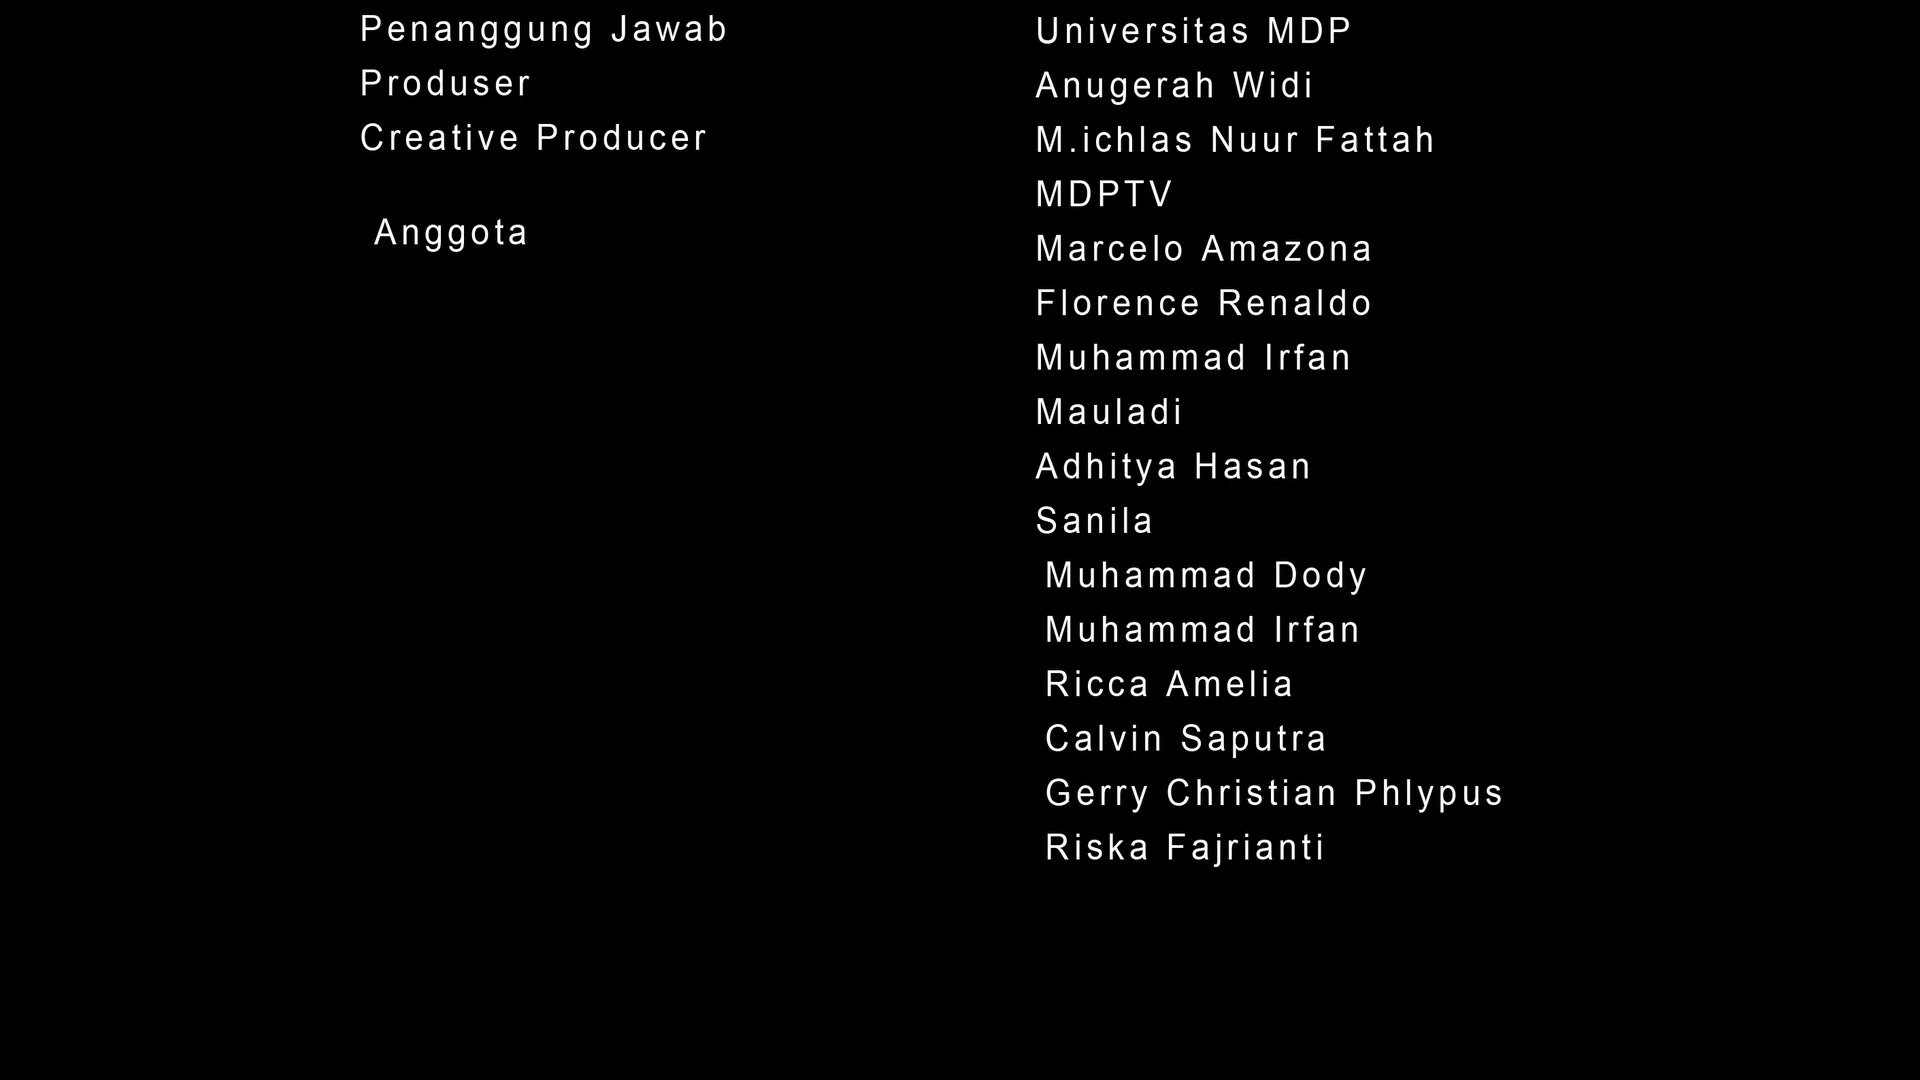 Penanggung Jawab Universitas MDP
Produser Anugerah Widi
Creative Producer M.ichlas Nuur Fattah
MDPTV
Anggota Marcelo Amazona
Florence Renaldo
Muhammad Irfan
Mauladi
Adhitya Hasan
Sanila
Muhammad Dody
Muhammad Irfan
Ricca Amelia
Calvin Saputra
Gerry Christian Phlypus
Riska Fajrianti